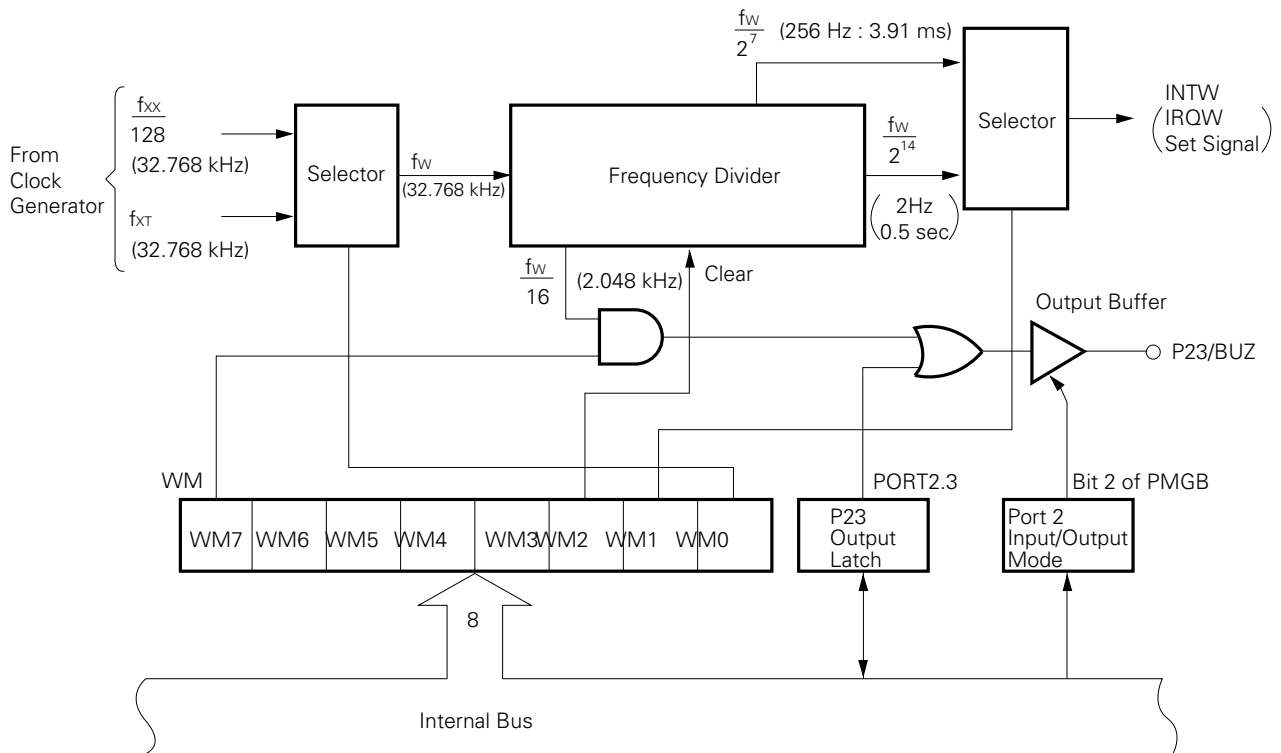 fW
2^7 (256 Hz : 3.91 ms)
fXX
128
(32.768 kHz)
From
Clock
Generator
fXT
(32.768 kHz)
Selector
fW
(32.768 kHz)
Frequency Divider
fW
2^14
(2Hz
0.5 sec)
Selector
INTW
(IRQW
Set Signal)
fW
16
(2.048 kHz)
Clear
Output Buffer
P23/BUZ
WM
PORT2.3
Bit 2 of PMGB
WM7 WM6 WM5 WM4 WM3 WM2 WM1 WM0
P23
Output
Latch
Port 2
Input/Output
Mode
8
Internal Bus